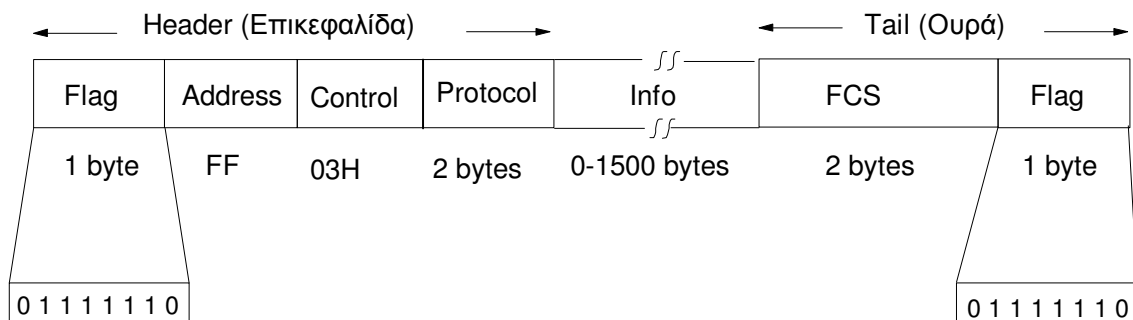 Header (Επικεφαλίδα) Tail (Ουρά)
Flag Address Control Protocol Info FCS Flag
1 byte FF 03H 2 bytes 0-1500 bytes 2 bytes 1 byte
0 1 1 1 1 1 1 0 0 1 1 1 1 1 1 0